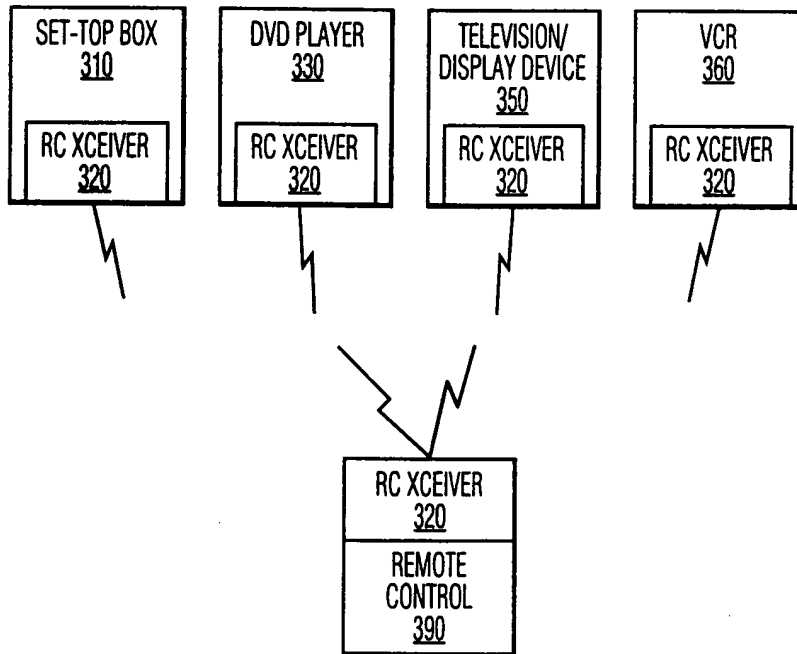 SET-TOP BOX
310
RC XCEIVER
320
DVD PLAYER
330
RC XCEIVER
320
TELEVISION/
DISPLAY DEVICE
350
RC XCEIVER
320
VCR
360
RC XCEIVER
320
RC XCEIVER
320
REMOTE
CONTROL
390